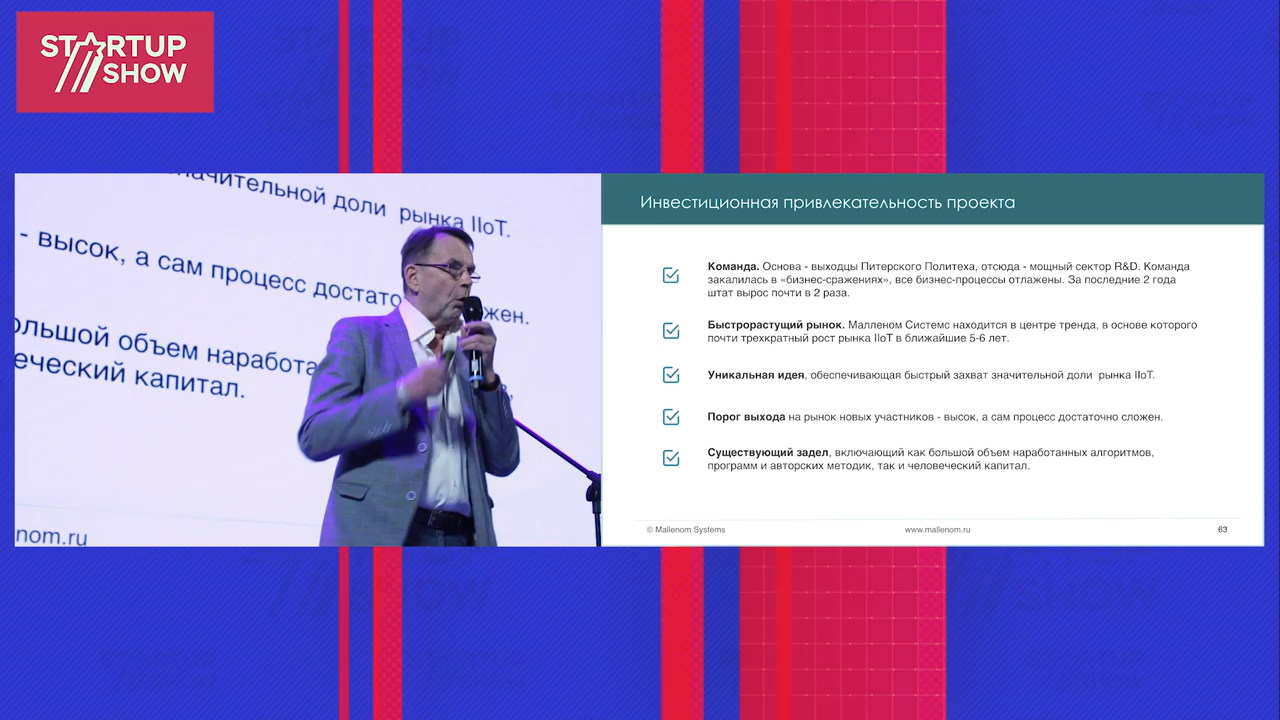 STARTUP
SHOW
значительной доли рынка IIoT.
- высок, а сам процесс достато жен.
ольшой объем наработа
еческий капитал.
nom.ru
Инвестиционная привлекательность проекта
Команда. Основа - выходцы Питерского Политеха, отсюда - мощный сектор R&D. Команда
закалилась в «бизнес-сражениях», все бизнес-процессы отлажены. За последние 2 года
штат вырос почти в 2 раза.
Быстрорастущий рынок. Малленом Системс находится в центре тренда, в основе которого
почти трехкратный рост рынка IIoT в ближайшие 5-6 лет.
Уникальная идея, обеспечивающая быстрый захват значительной доли рынка IIoT.
Порог выхода на рынок новых участников - высок, а сам процесс достаточно сложен.
Существующий задел, включающий как большой объем наработанных алгоритмов,
программ и авторских методик, так и человеческий капитал.
© Mallenom Systems
www.mallenom.ru
63